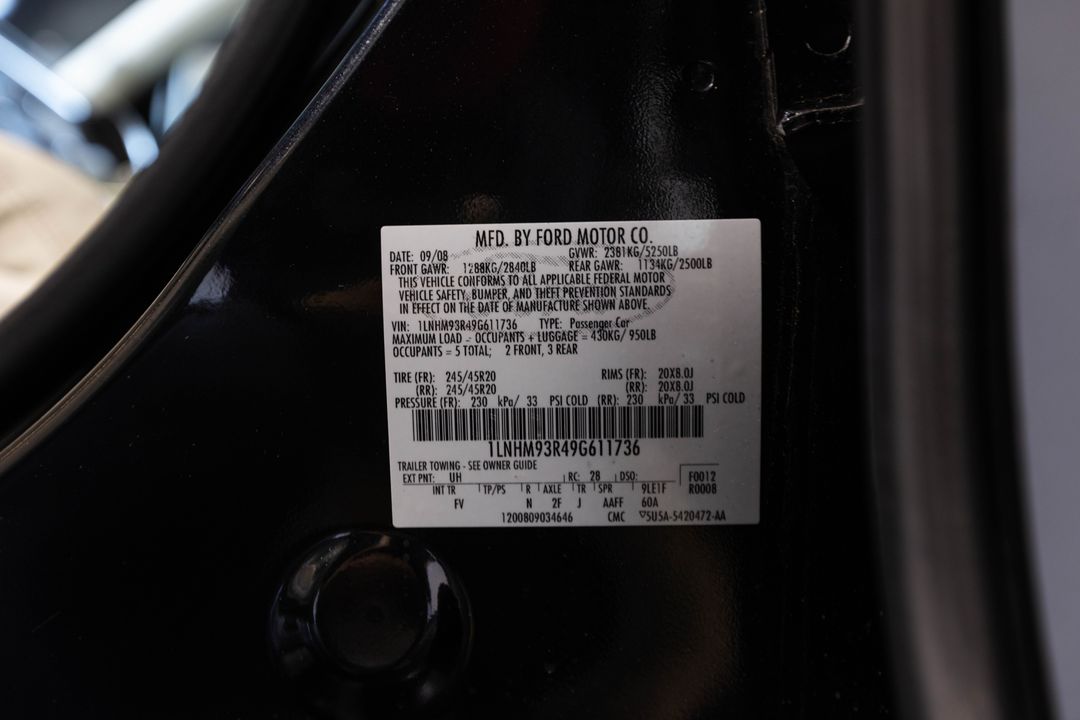 MFD. BY FORD MOTOR CO.
DATE: 09/08 GVWR: 2381KG/5250LB
FRONT GAWR: 1288KG/2840LB REAR GAWR: 1134KG/2500LB
THIS VEHICLE CONFORMS TO ALL APPLICABLE FEDERAL MOTOR
VEHICLE SAFETY, BUMPER, AND THEFT PREVENTION STANDARDS
IN EFFECT ON THE DATE OF MANUFACTURE SHOWN ABOVE.
VIN: 1LNHM93R49G611736 TYPE: Passenger Car
MAXIMUM LOAD - OCCUPANTS + LUGGAGE = 430KG/ 950LB
OCCUPANTS = 5 TOTAL; 2 FRONT, 3 REAR
TIRE (FR): 245/45R20 RIMS (FR): 20X8.0J
(RR): 245/45R20 (RR): 20X8.0J
PRESSURE (FR): 230 kPa/ 33 PSI COLD (RR): 230 kPa/ 33 PSI COLD
1LNHM93R49G611736
TRAILER TOWING - SEE OWNER GUIDE
EXT PNT: UH RC: 28 DSO: F0012
INT TR TP/PS R AXLE TR SPR 9LE1F R0008
FV N 2F J AAFF 60A
1200809034646 CMC ▽5U5A-5420472-AA